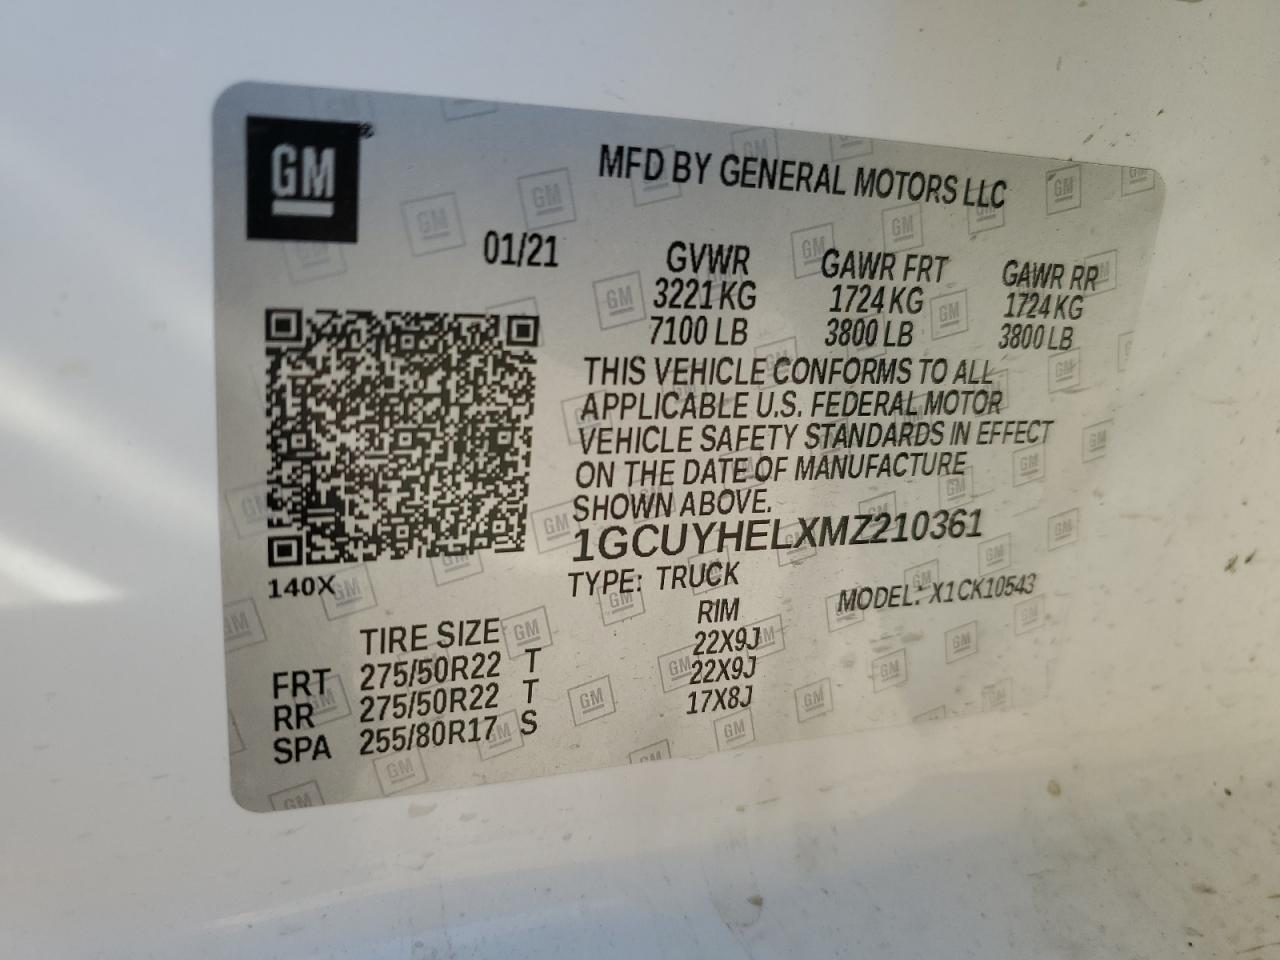 GM
MFD BY GENERAL MOTORS LLC
01/21 GVWR GAWR FRT GAWR RR
3221 KG 1724 KG 1724 KG
7100 LB 3800 LB 3800 LB
THIS VEHICLE CONFORMS TO ALL
APPLICABLE U.S. FEDERAL MOTOR
VEHICLE SAFETY STANDARDS IN EFFECT
ON THE DATE OF MANUFACTURE
SHOWN ABOVE.
1GCUYHELXMZ210361
140X TYPE: TRUCK MODEL: X1CK10543
TIRE SIZE RIM
FRT 275/50R22 T 22X9J
RR 275/50R22 T 22X9J
SPA 255/80R17 S 17X8J